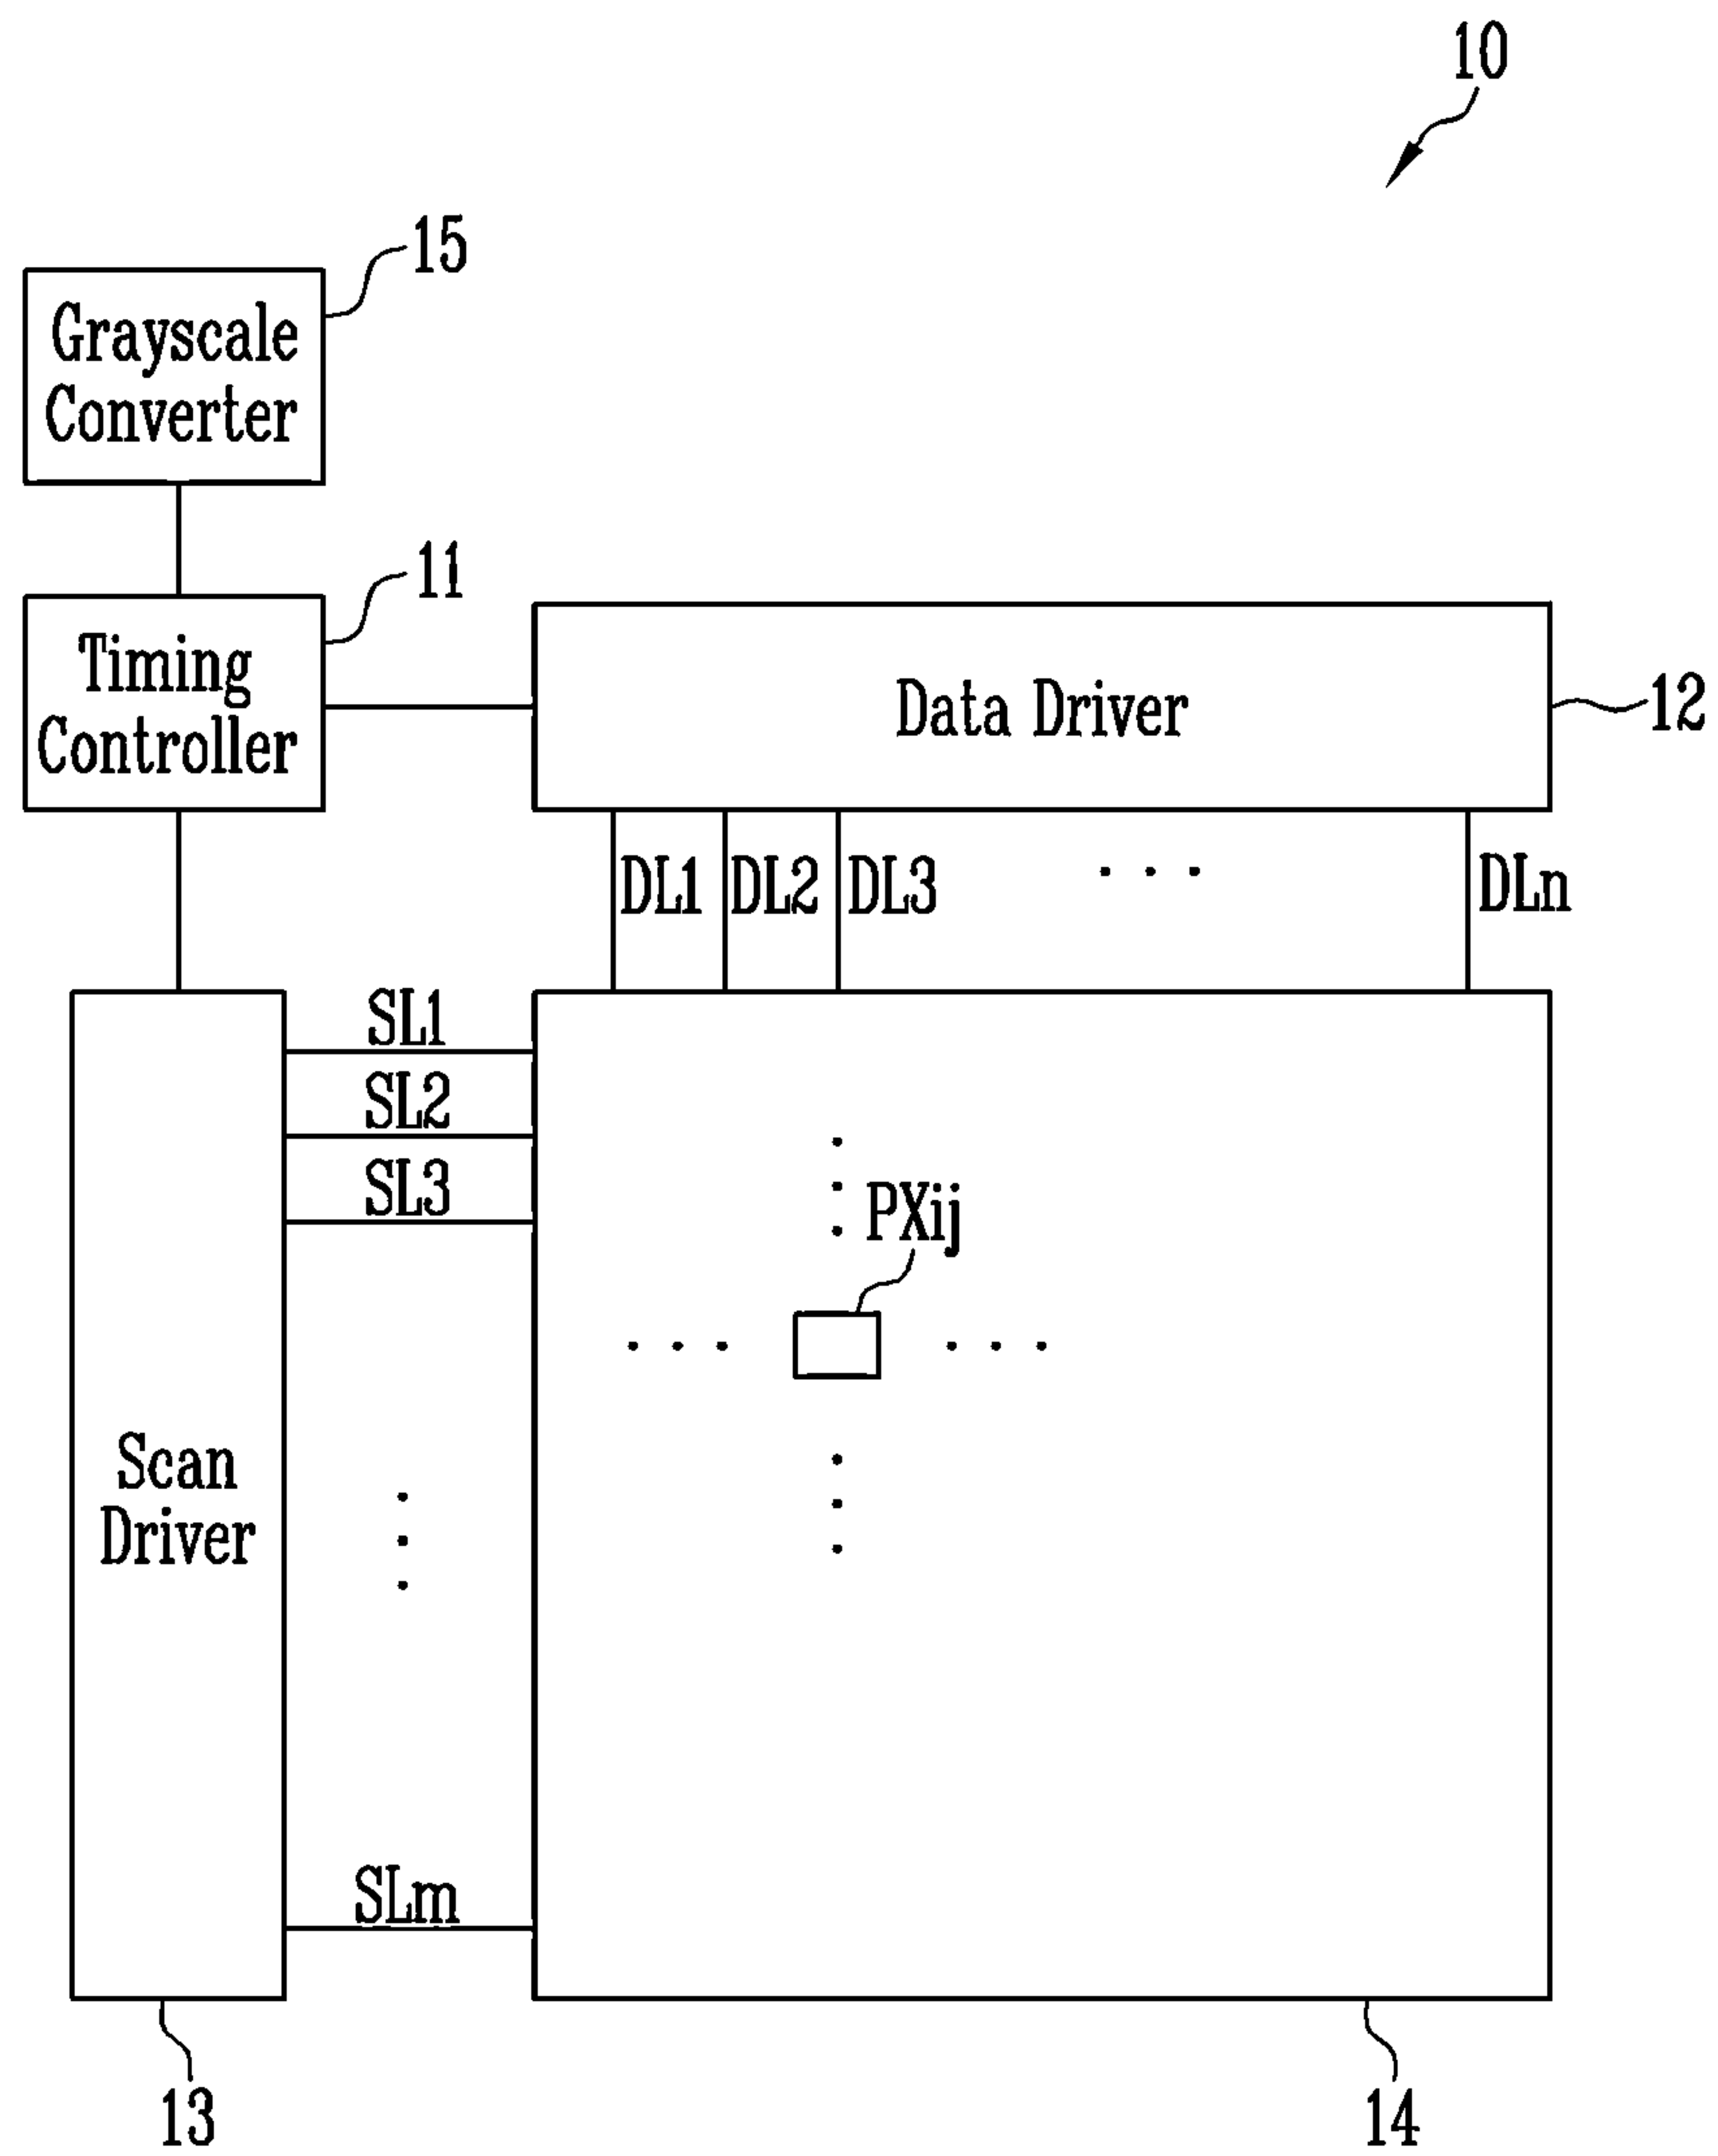 10
15
Grayscale
Converter
11
Timing
Controller
Data Driver
12
DL1 DL2 DL3 ... DLn
SL1
SL2
SL3
PXij
Scan
Driver
SLm
13
14